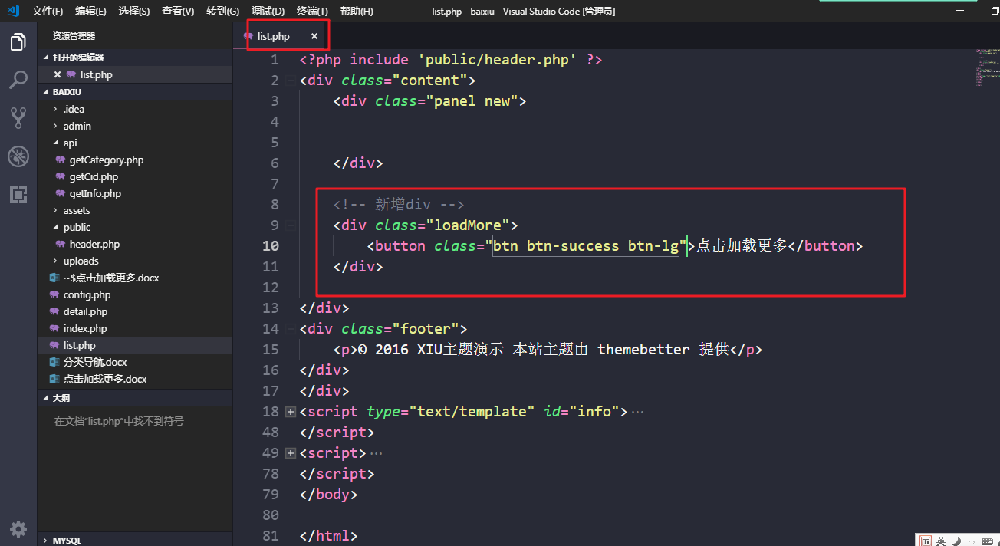 文件(F) 编辑(E) 选择(S) 查看(V) 转到(G) 调试(D) 终端(T) 帮助(H) list.php - baixiu - Visual Studio Code [管理员]
资源管理器
打开的编辑器
list.php
BAIXIU
.idea
admin
api
getCategory.php
getCid.php
getInfo.php
assets
public
header.php
uploads
~$点击加载更多.docx
config.php
detail.php
index.php
list.php
分类导航.docx
点击加载更多.docx
大纲
在文档"list.php"中找不到符号
MYSQL
list.php
1 <?php include 'public/header.php' ?>
2 <div class="content">
3 <div class="panel new">
4
5
6 </div>
7
8 <!-- 新增div -->
9 <div class="loadMore">
10 <button class="btn btn-success btn-lg">点击加载更多</button>
11 </div>
12
13 </div>
14 <div class="footer">
15 <p>© 2016 XIU主题演示 本站主题由 themebetter 提供</p>
16 </div>
17 </div>
18 <script type="text/template" id="info">…
48 </script>
49 <script>…
78 </script>
79 </body>
80
81 </html>
五 英